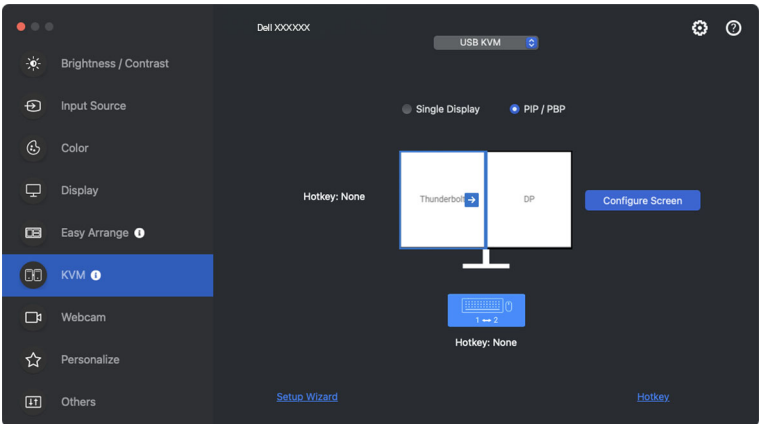 Dell XXXXXX
USB KVM
Brightness / Contrast
Input Source
Color
Display
Easy Arrange
KVM
Webcam
Personalize
Others
Single Display
PIP / PBP
Hotkey: None
Thunderbolt
DP
Configure Screen
1 ↔ 2
Hotkey: None
Setup Wizard
Hotkey